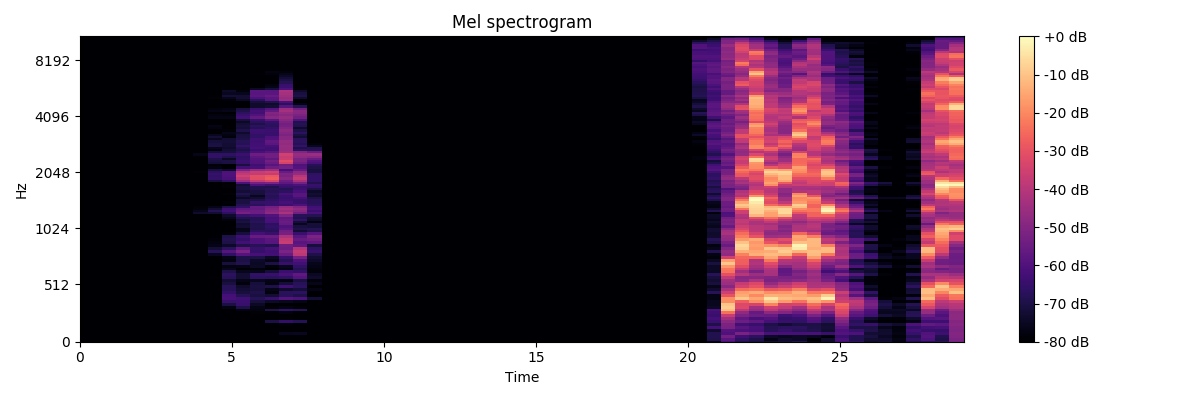 Mel spectrogram
+0 dB
8192
-10 dB
4096
-20 dB
-30 dB
Hz
2048
-40 dB
1024
-50 dB
-60 dB
512
-70 dB
0
-80 dB
0 5 10 15 20 25
Time